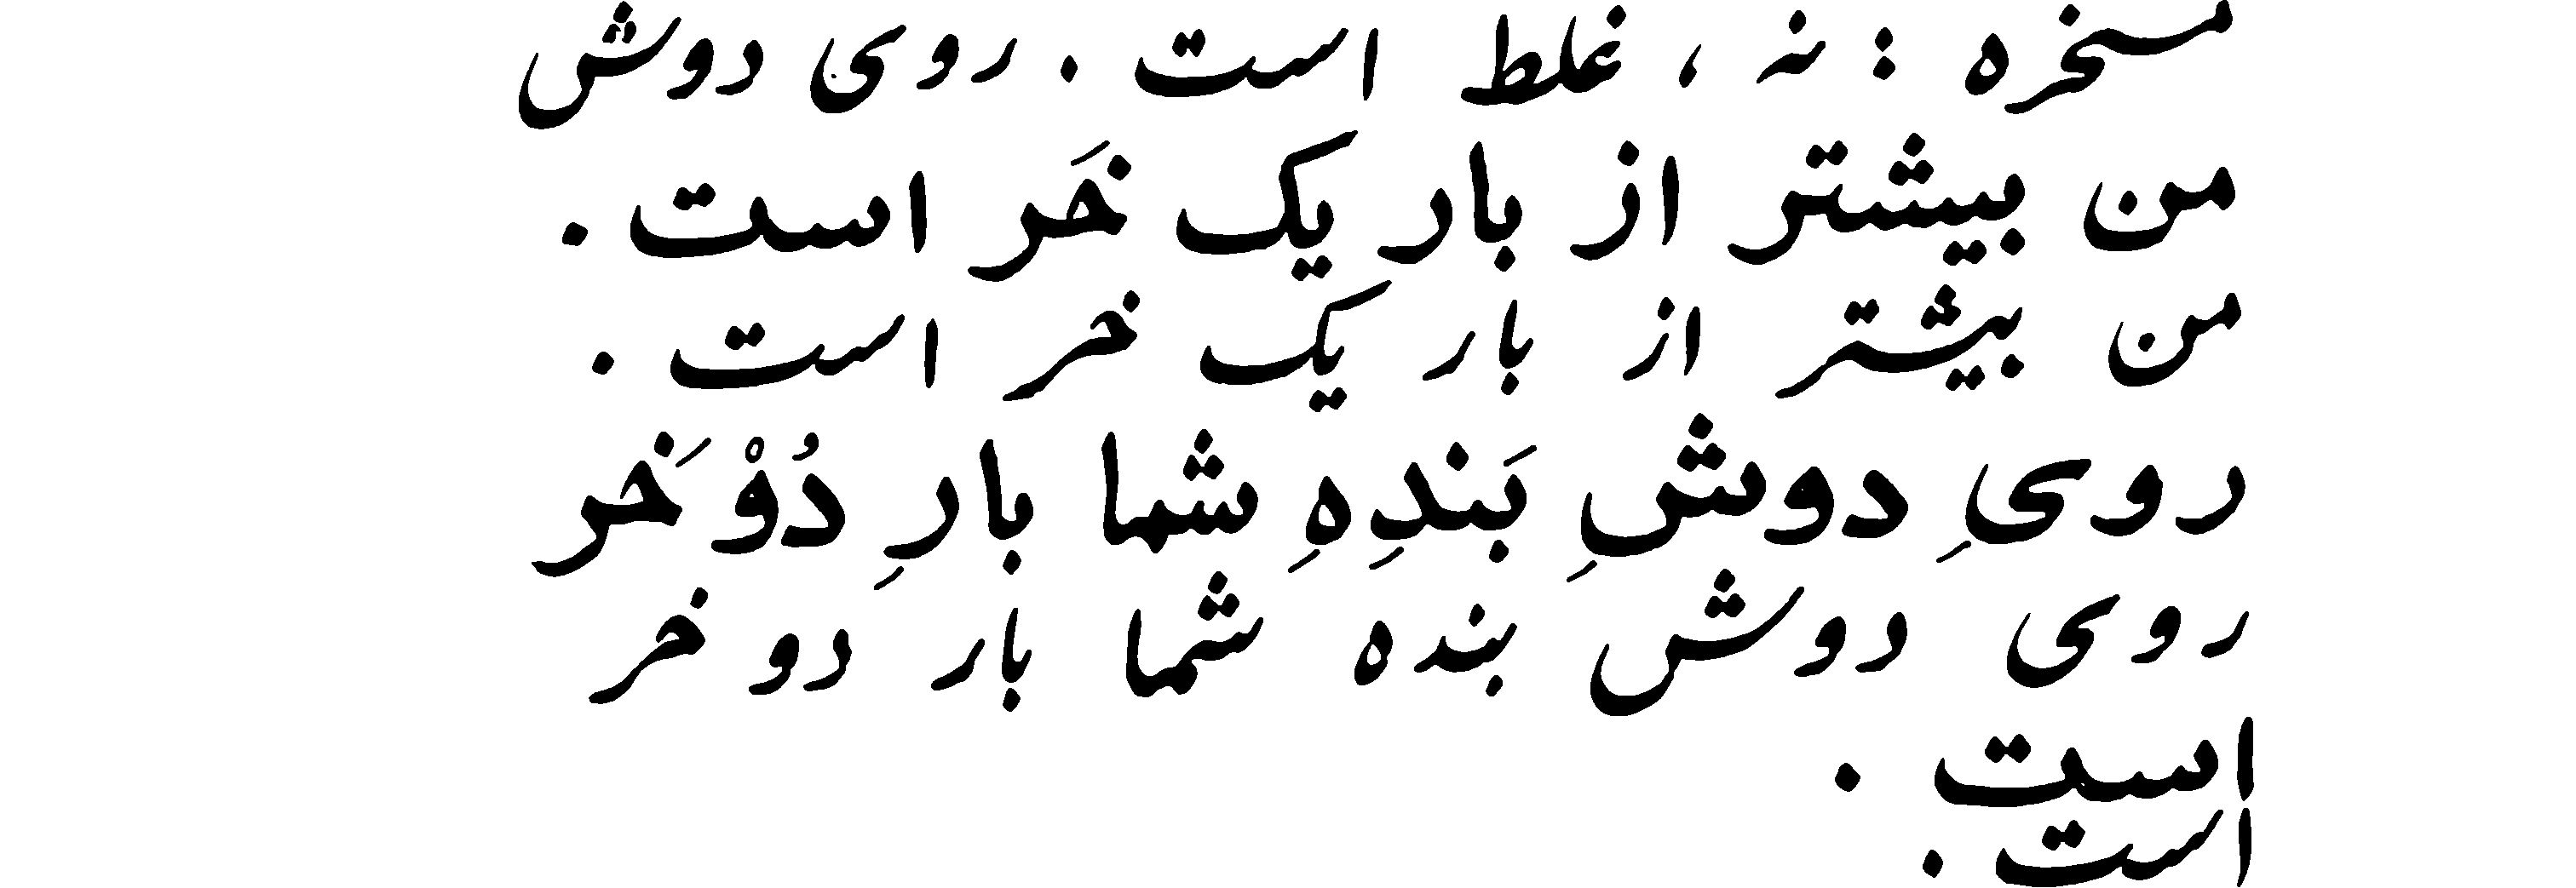 مسخره : نه ، غلط است . روی دوش
من بیشتر از بار یک خَر است .
من بیشتر از بار یک خر است .
رویِ دوشِ بَندِهِ شما بارِ دُوْ خَر
روی دوش بنده شما بار دو خر
است .
است .